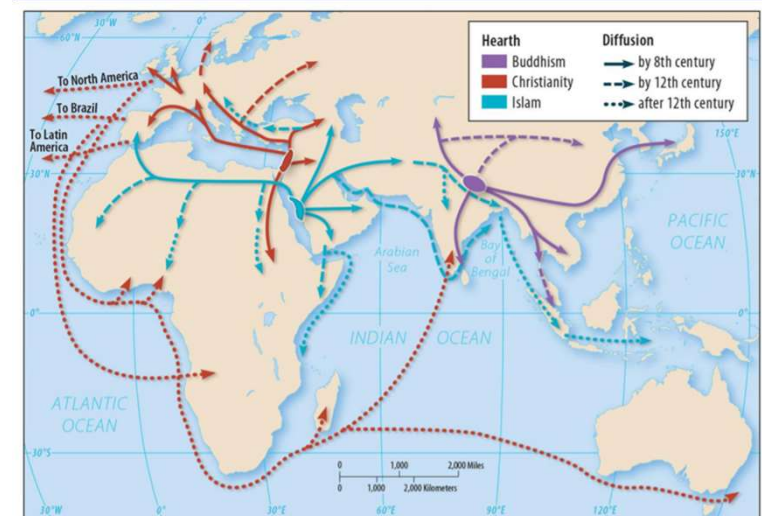 30°W
0°
60°N
Hearth
Diffusion
Buddhism
by 8th century
Christianity
by 12th century
Islam
after 12th century
To North America
To Brazil
To Latin
America
150°E
30°N
PACIFIC
OCEAN
Arabian
Sea
Bay
of
Bengal
0°
0°
INDIAN OCEAN
ATLANTIC
OCEAN
30°S
0 1,000 2,000 Miles
0 1,000 2,000 Kilometers
30°W
0°
30°E
60°E
90°E
120°E